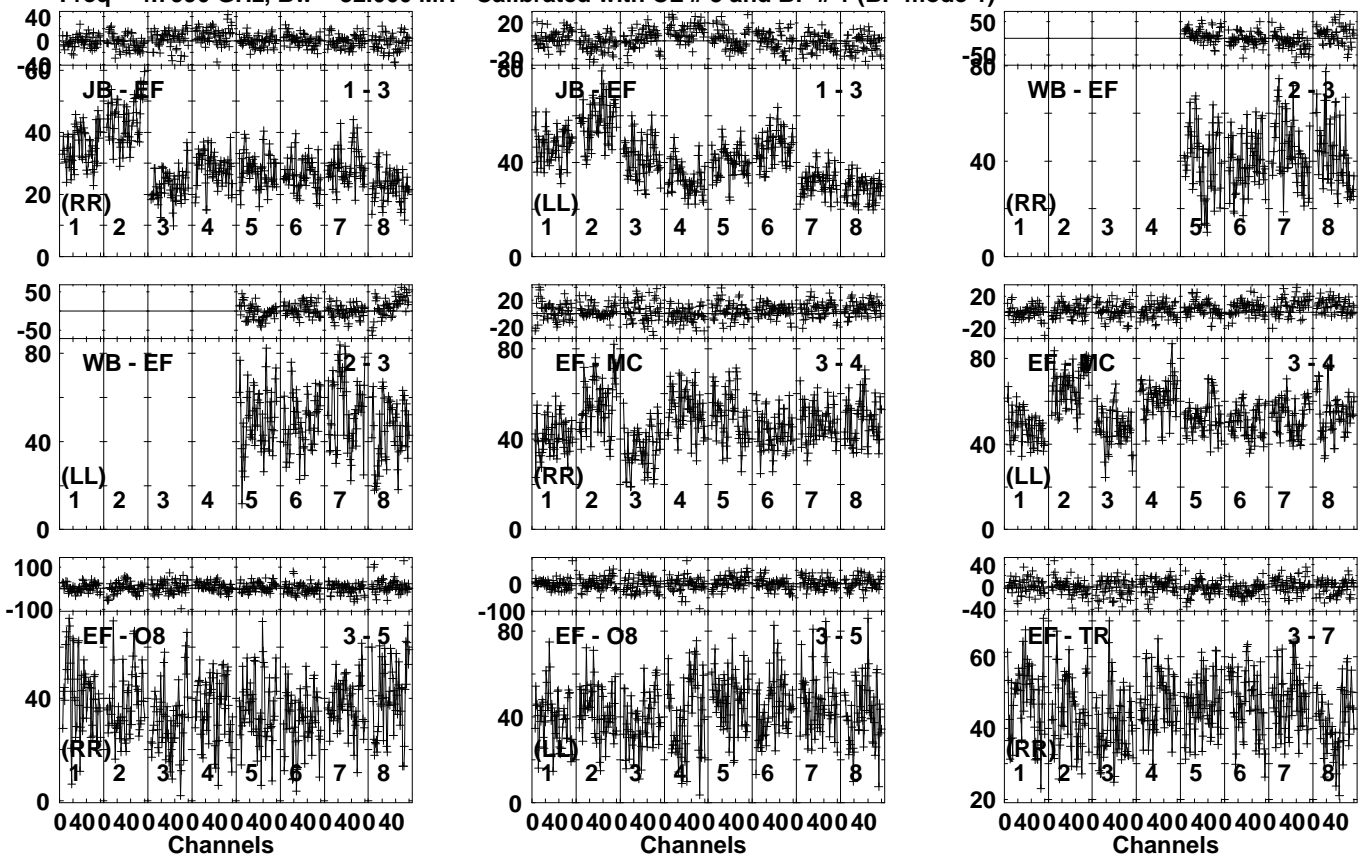 Calibrated with CL # 8 and BP # 1 (BP mode 1)
40 0 -40
20 0 -20
50 -50
JB - EF 1 - 3
JB - EF 1 - 3
WB - EF 2 - 3
60 40 20 0
80 40 0
80 40 0
(RR)
(LL)
(RR)
1 2 3 4 5 6 7 8
1 2 3 4 5 6 7 8
1 2 3 4 5 6 7 8
50 -50
20 -20
20 -20
WB - EF 2 - 3
EF - MC 3 - 4
EF - MC 3 - 4
80 40 0
80 40 0
80 40 0
(LL)
(RR)
(LL)
1 2 3 4 5 6 7 8
1 2 3 4 5 6 7 8
1 2 3 4 5 6 7 8
100 -100
0 -100
40 0 -40
EF - O8 3 - 5
EF - O8 3 - 5
EF - TR 3 - 7
80 40 0
60 40 20
40 0
(RR)
(LL)
(RR)
1 2 3 4 5 6 7 8
1 2 3 4 5 6 7 8
1 2 3 4 5 6 7 8
0 40 0 40 0 40 0 40 0 40 0 40 0 40 0 40
0 40 0 40 0 40 0 40 0 40 0 40 0 40 0 40
0 40 0 40 0 40 0 40 0 40 0 40 0 40 0 40
Channels
Channels
Channels